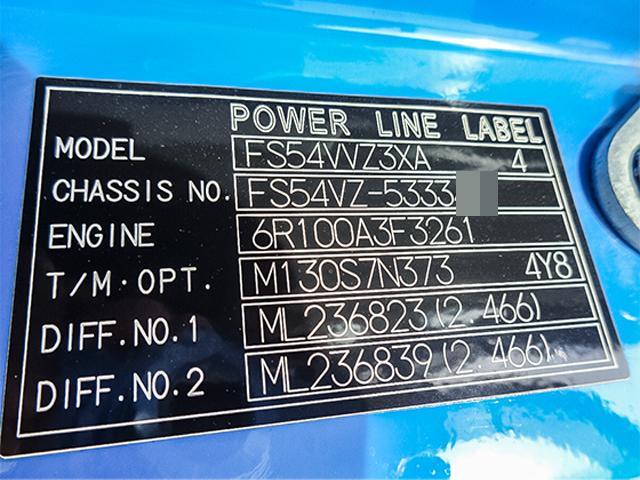 POWER LINE LABEL
MODEL FS54VVZ3XA 4
CHASSIS NO. FS54VZ-5333
ENGINE 6R100A3F3261
T/M·OPT. M130S7N373 4Y8
DIFF.NO.1 ML236823(2.466)
DIFF.NO.2 ML236839(2.466)